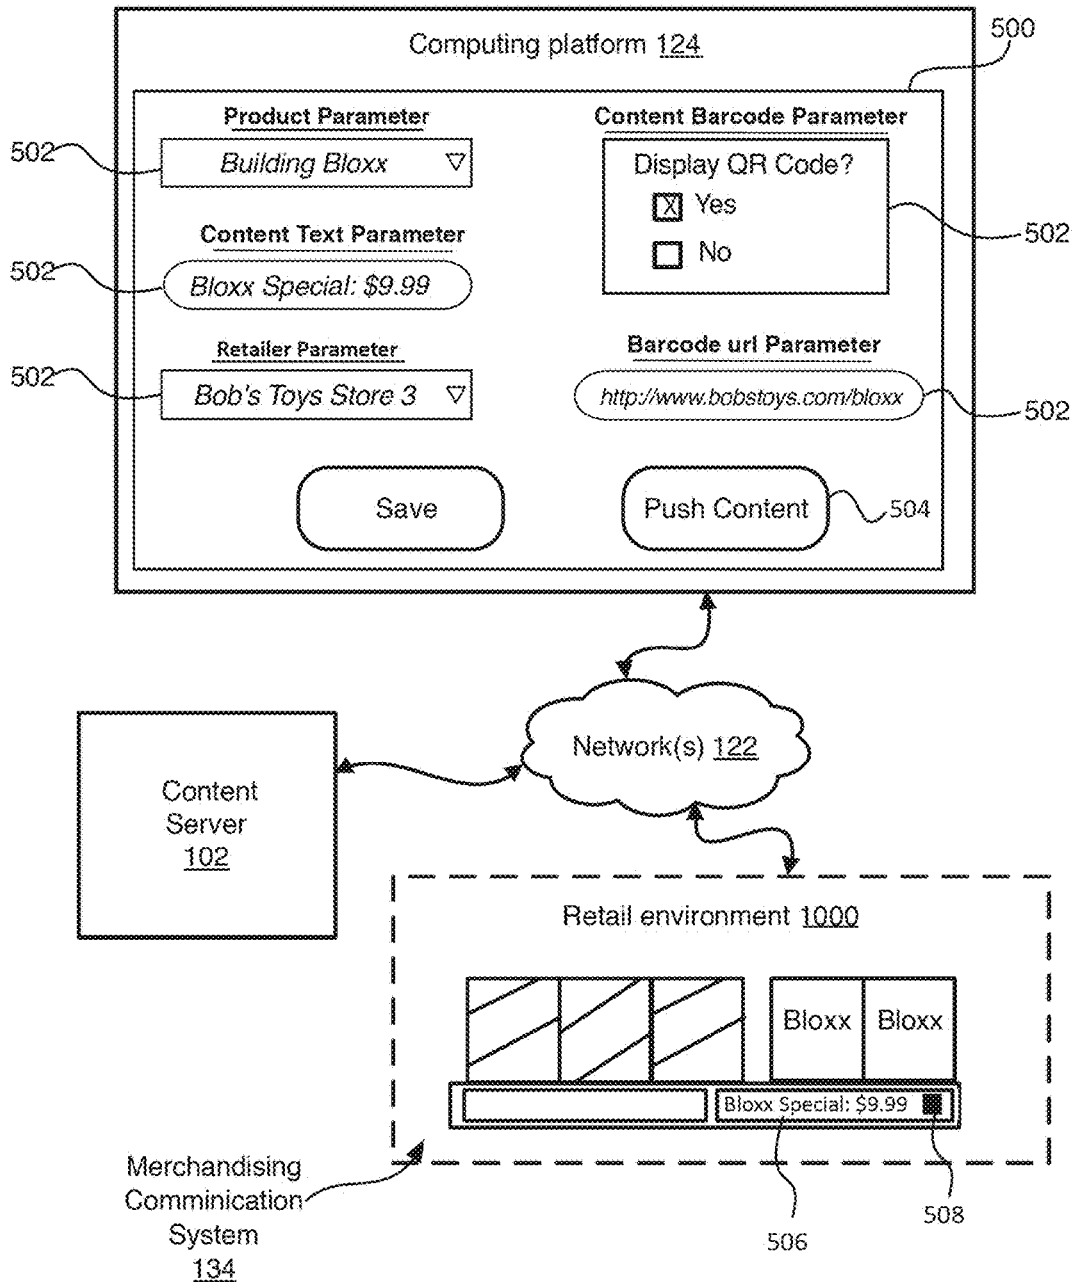 Computing platform 124
500
Product Parameter
Content Barcode Parameter
502
Building Bloxx
Display QR Code?
X Yes
No
502
Content Text Parameter
502
Bloxx Special: $9.99
Retailer Parameter
Barcode url Parameter
502
Bob's Toys Store 3
http://www.bobstoys.com/bloxx
502
Save
Push Content
504
Network(s) 122
Content
Server
102
Retail environment 1000
Bloxx
Bloxx
Bloxx Special: $9.99
Merchandising
Comminication
System
134
506
508